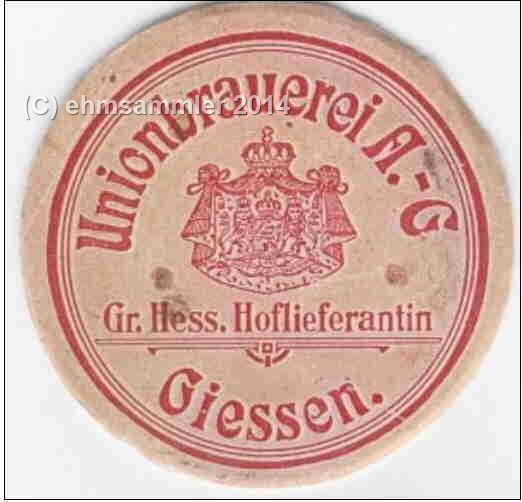 Unionbrauerei A.-G
(C) ehmsammler 2014
Gr. Hess. Hoflieferantin
Giessen.